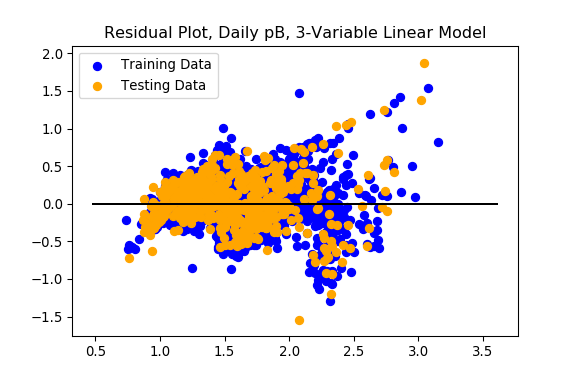 Residual Plot, Daily pB, 3-Variable Linear Model
Training Data
Testing Data
2.0
1.5
1.0
0.5
0.0
−0.5
−1.0
−1.5
0.5 1.0 1.5 2.0 2.5 3.0 3.5